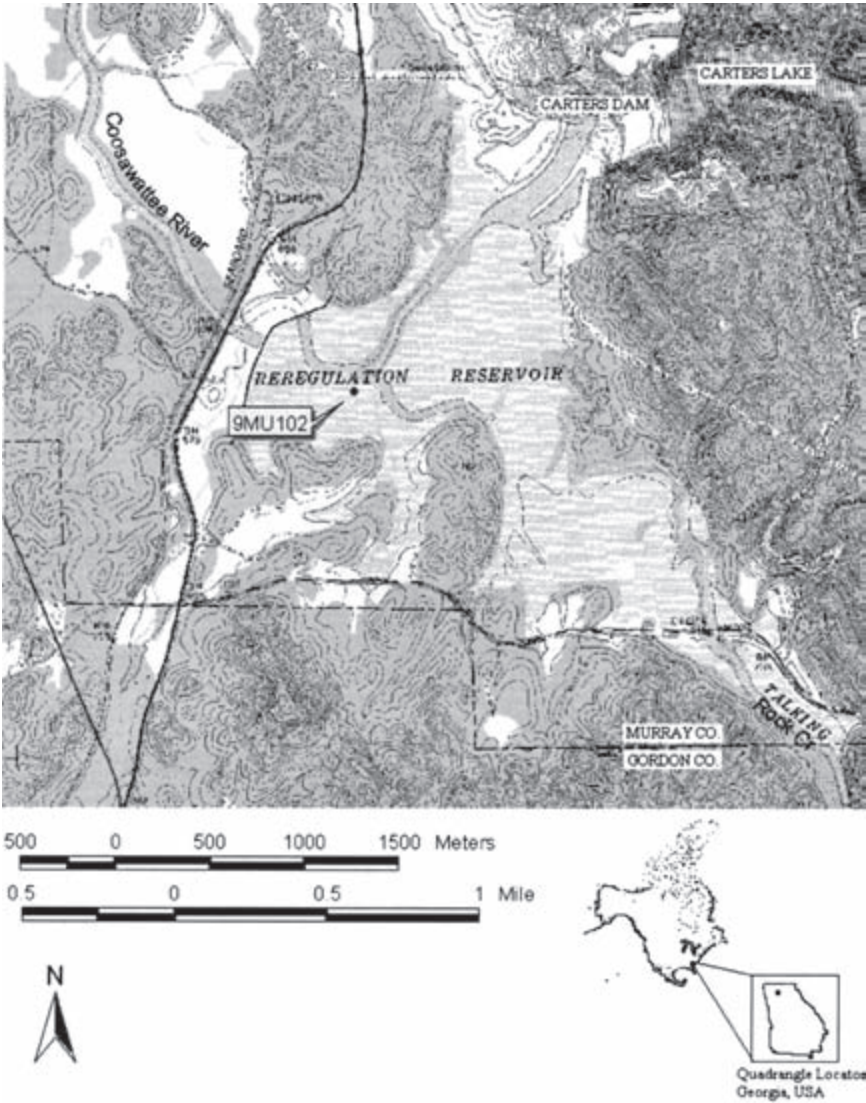 CARTERS LAKE
CARTERS DAM
Coosawattee River
REREGULATION RESERVOIR
9MU102
TALKING
Rock Cr
MURRAY CO.
GORDON CO.
500 0 500 1000 1500 Meters
0.5 0 0.5 1 Mile
N
Quadrangle Locato
Georgia, USA